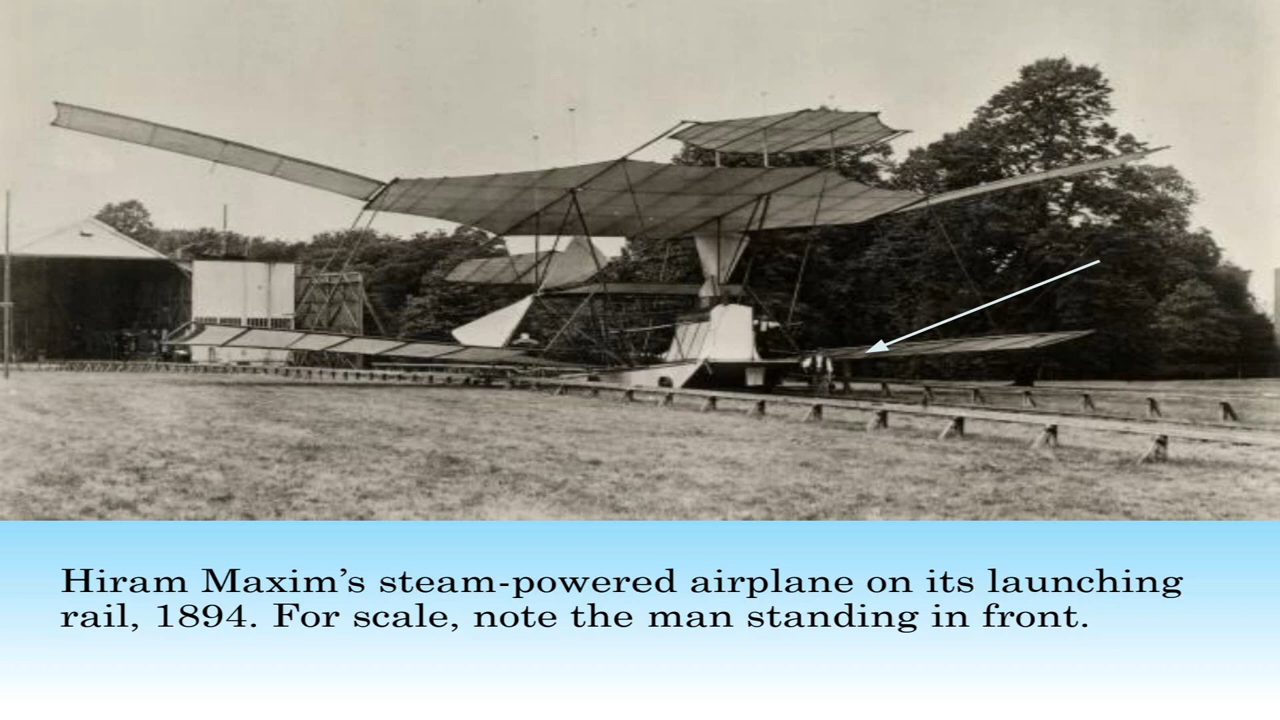 Hiram Maxim’s steam-powered airplane on its launching
rail, 1894. For scale, note the man standing in front.